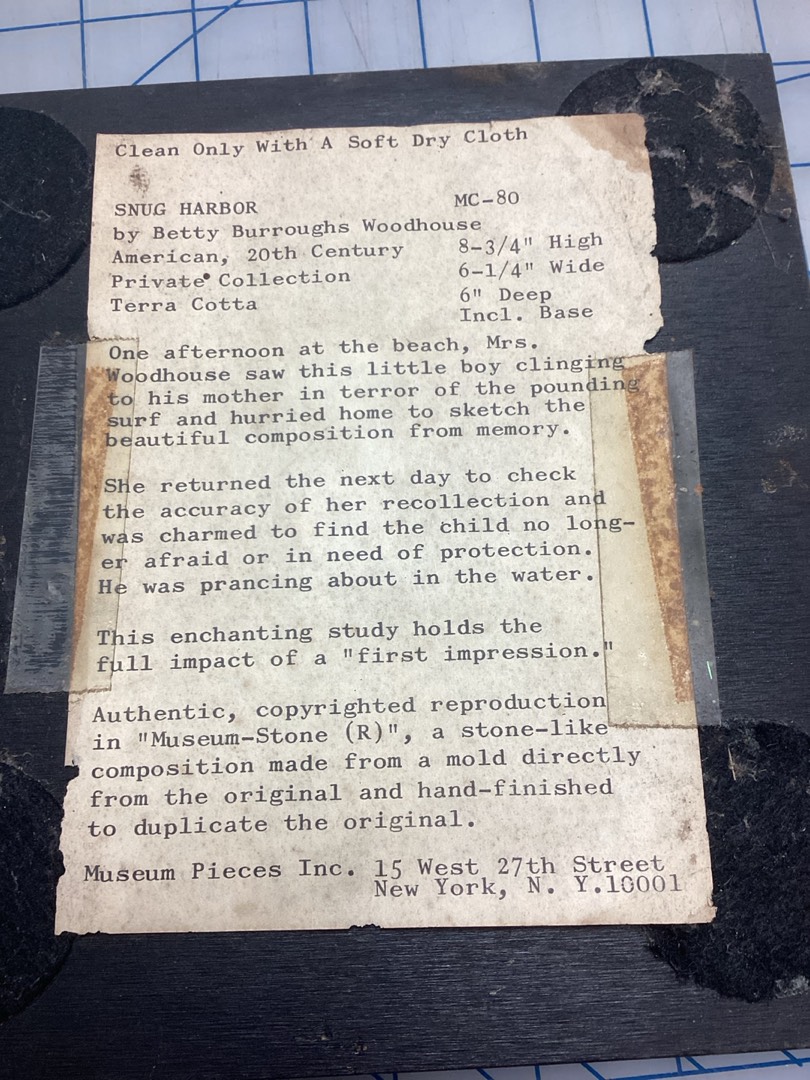 Clean Only With A Soft Dry Cloth
SNUG HARBOR MC-80
by Betty Burroughs Woodhouse
American, 20th Century 8-3/4" High
Private Collection 6-1/4" Wide
Terra Cotta 6" Deep
Incl. Base
One afternoon at the beach, Mrs.
Woodhouse saw this little boy clinging
to his mother in terror of the pounding
surf and hurried home to sketch the
beautiful composition from memory.
She returned the next day to check
the accuracy of her recollection and
was charmed to find the child no long-
er afraid or in need of protection.
He was prancing about in the water.
This enchanting study holds the
full impact of a "first impression."
Authentic, copyrighted reproduction
in "Museum-Stone (R)", a stone-like
composition made from a mold directly
from the original and hand-finished
to duplicate the original.
Museum Pieces Inc. 15 West 27th Street
New York, N. Y.10001